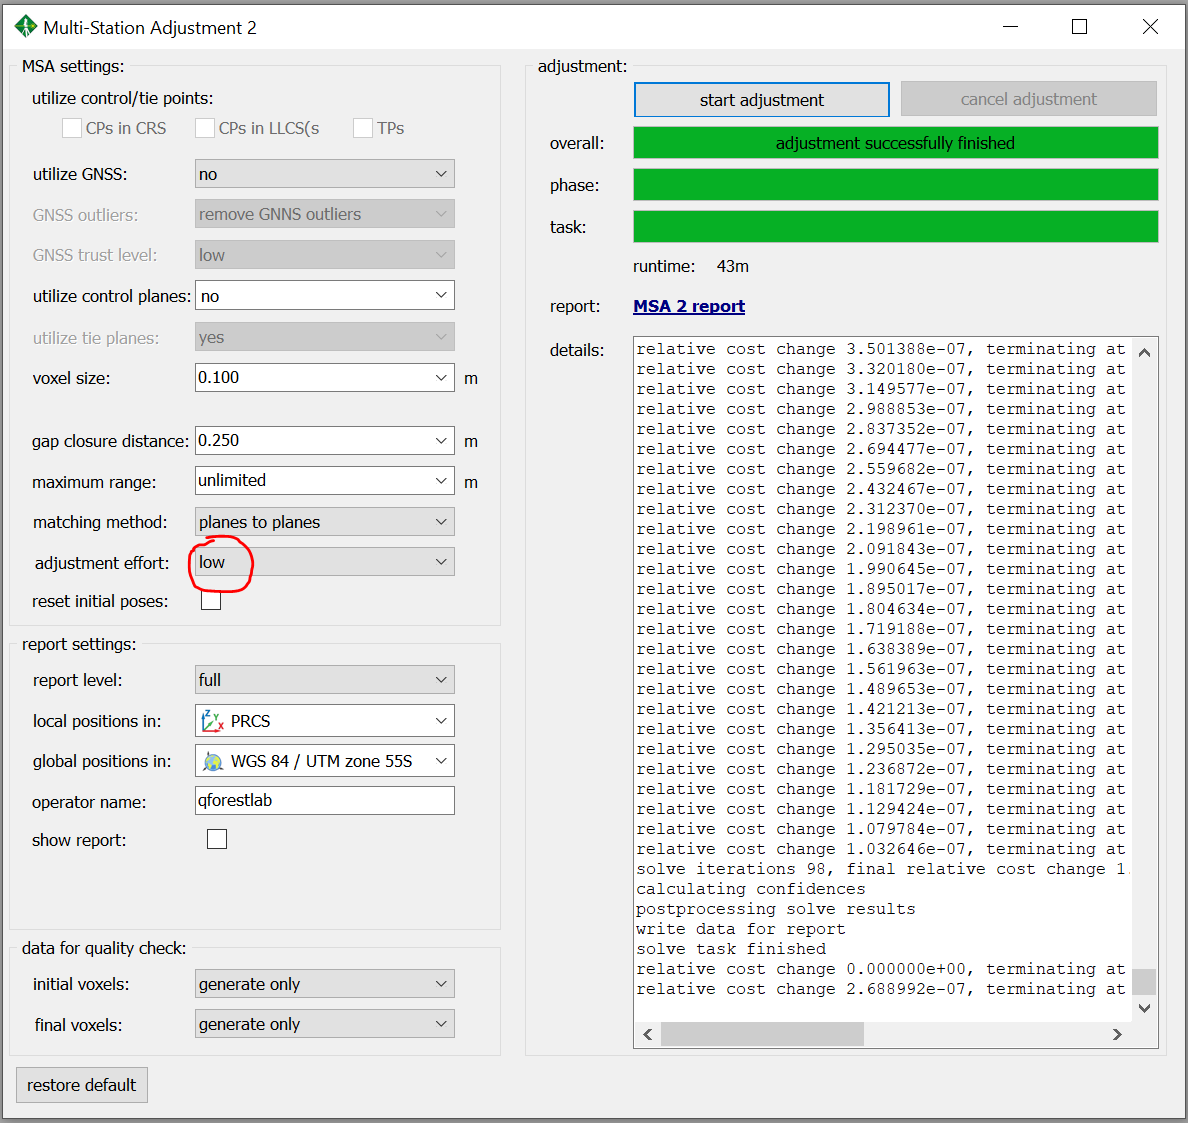 Multi-Station Adjustment 2
MSA settings:
utilize control/tie points:
CPs in CRS CPs in LLCS(s TPs
utilize GNSS: no
GNSS outliers: remove GNNS outliers
GNSS trust level: low
utilize control planes: no
utilize tie planes: yes
voxel size: 0.100 m
gap closure distance: 0.250 m
maximum range: unlimited m
matching method: planes to planes
adjustment effort: low
reset initial poses:
report settings:
report level: full
local positions in: PRCS
global positions in: WGS 84 / UTM zone 55S
operator name: qforestlab
show report:
data for quality check:
initial voxels: generate only
final voxels: generate only
restore default
adjustment:
start adjustment cancel adjustment
overall: adjustment successfully finished
phase:
task:
runtime: 43m
report: MSA 2 report
details:
relative cost change 3.501388e-07, terminating at
relative cost change 3.320180e-07, terminating at
relative cost change 3.149577e-07, terminating at
relative cost change 2.988853e-07, terminating at
relative cost change 2.837352e-07, terminating at
relative cost change 2.694477e-07, terminating at
relative cost change 2.559682e-07, terminating at
relative cost change 2.432467e-07, terminating at
relative cost change 2.312370e-07, terminating at
relative cost change 2.198961e-07, terminating at
relative cost change 2.091843e-07, terminating at
relative cost change 1.990645e-07, terminating at
relative cost change 1.895017e-07, terminating at
relative cost change 1.804634e-07, terminating at
relative cost change 1.719188e-07, terminating at
relative cost change 1.638389e-07, terminating at
relative cost change 1.561963e-07, terminating at
relative cost change 1.489653e-07, terminating at
relative cost change 1.421213e-07, terminating at
relative cost change 1.356413e-07, terminating at
relative cost change 1.295035e-07, terminating at
relative cost change 1.236872e-07, terminating at
relative cost change 1.181729e-07, terminating at
relative cost change 1.129424e-07, terminating at
relative cost change 1.079784e-07, terminating at
relative cost change 1.032646e-07, terminating at
solve iterations 98, final relative cost change 1.
calculating confidences
postprocessing solve results
write data for report
solve task finished
relative cost change 0.000000e+00, terminating at
relative cost change 2.688992e-07, terminating at